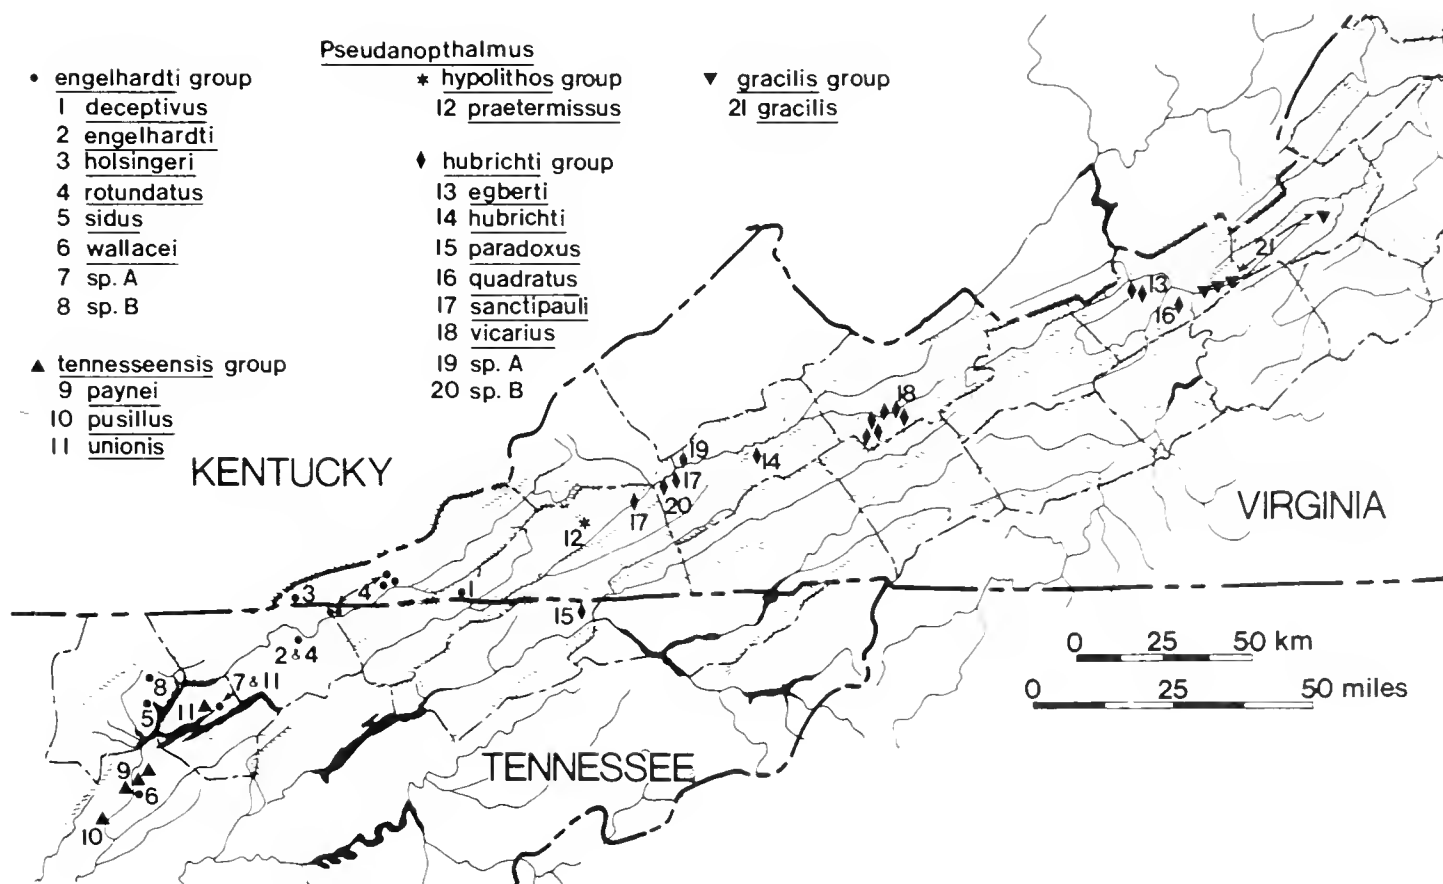 Pseudanopthalmus
engelhardti group
1 deceptivus
2 engelhardti
3 holsingeri
4 rotundatus
5 sidus
6 wallacei
7 sp. A
8 sp. B
tennesseensis group
9 paynei
10 pusillus
11 unionis
hypolithos group
12 praetermissus
hubrichti group
13 egberti
14 hubrichti
15 paradoxus
16 quadratus
17 sanctipauli
18 vicarius
19 sp. A
20 sp. B
gracilis group
21 gracilis
21
13
16
18
19
14
17
20
17
12
KENTUCKY
VIRGINIA
4
1
3
15
2 & 4
7 & 11
8
11
5
9
6
10
TENNESSEE
0 25 50 km
0 25 50 miles